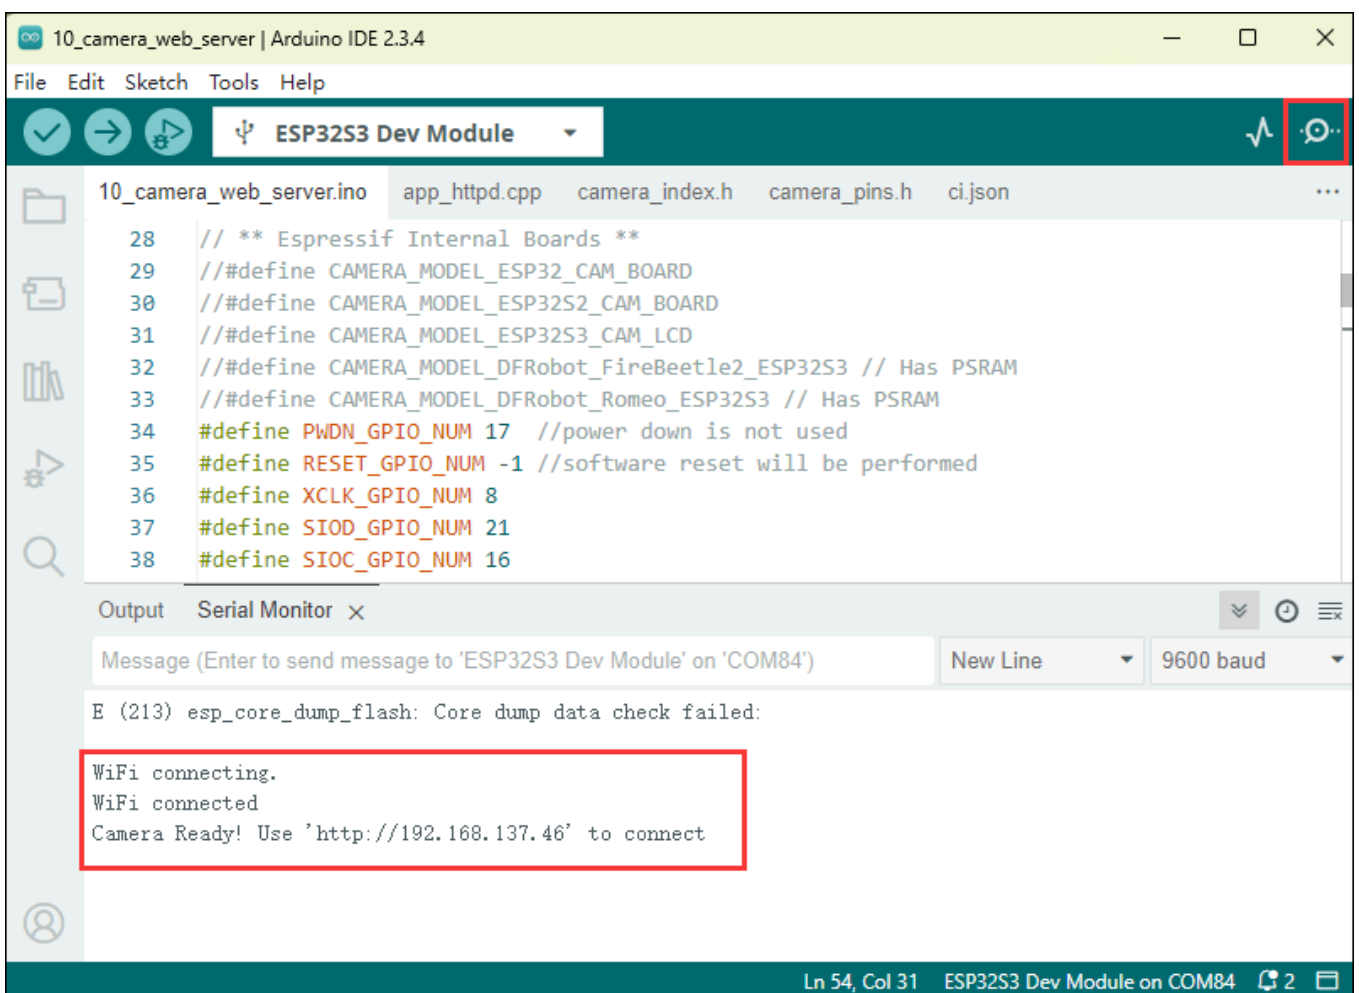 10_camera_web_server | Arduino IDE 2.3.4
File Edit Sketch Tools Help
ESP32S3 Dev Module
10_camera_web_server.ino app_httpd.cpp camera_index.h camera_pins.h ci.json ...
28 // ** Espressif Internal Boards **
29 //#define CAMERA_MODEL_ESP32_CAM_BOARD
30 //#define CAMERA_MODEL_ESP32S2_CAM_BOARD
31 //#define CAMERA_MODEL_ESP32S3_CAM_LCD
32 //#define CAMERA_MODEL_DFRobot_FireBeetle2_ESP32S3 // Has PSRAM
33 //#define CAMERA_MODEL_DFRobot_Romeo_ESP32S3 // Has PSRAM
34 #define PWDN_GPIO_NUM 17 //power down is not used
35 #define RESET_GPIO_NUM -1 //software reset will be performed
36 #define XCLK_GPIO_NUM 8
37 #define SIOD_GPIO_NUM 21
38 #define SIOC_GPIO_NUM 16
Output Serial Monitor
Message (Enter to send message to 'ESP32S3 Dev Module' on 'COM84') New Line 9600 baud
E (213) esp_core_dump_flash: Core dump data check failed:
WiFi connecting.
WiFi connected
Camera Ready! Use 'http://192.168.137.46' to connect
Ln 54, Col 31 ESP32S3 Dev Module on COM84 2